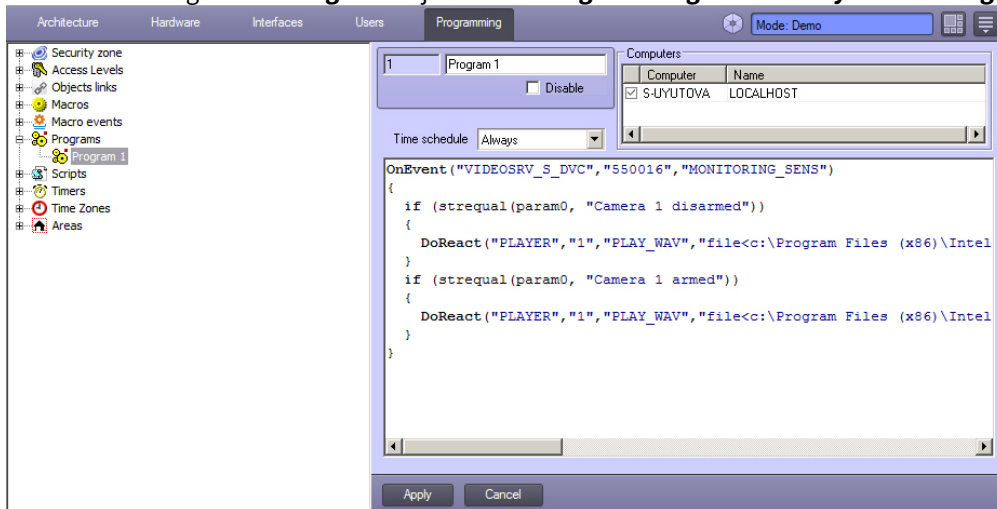 Architecture Hardware Interfaces Users Programming Mode: Demo
Security zone
Access Levels
Objects links
Macros
Macro events
Programs
Program 1
Scripts
Timers
Time Zones
Areas
1 Program 1
Disable
Time schedule Always
Computers
Computer Name
S-UYUTOVA LOCALHOST
OnEvent("VIDEOSRV_S_DVC","550016","MONITORING_SENS")
{
if (strequal(param0, "Camera 1 disarmed"))
{
DoReact("PLAYER","1","PLAY_WAV","file<c:\Program Files (x86)\Intel
}
if (strequal(param0, "Camera 1 armed"))
{
DoReact("PLAYER","1","PLAY_WAV","file<c:\Program Files (x86)\Intel
}
}
Apply Cancel